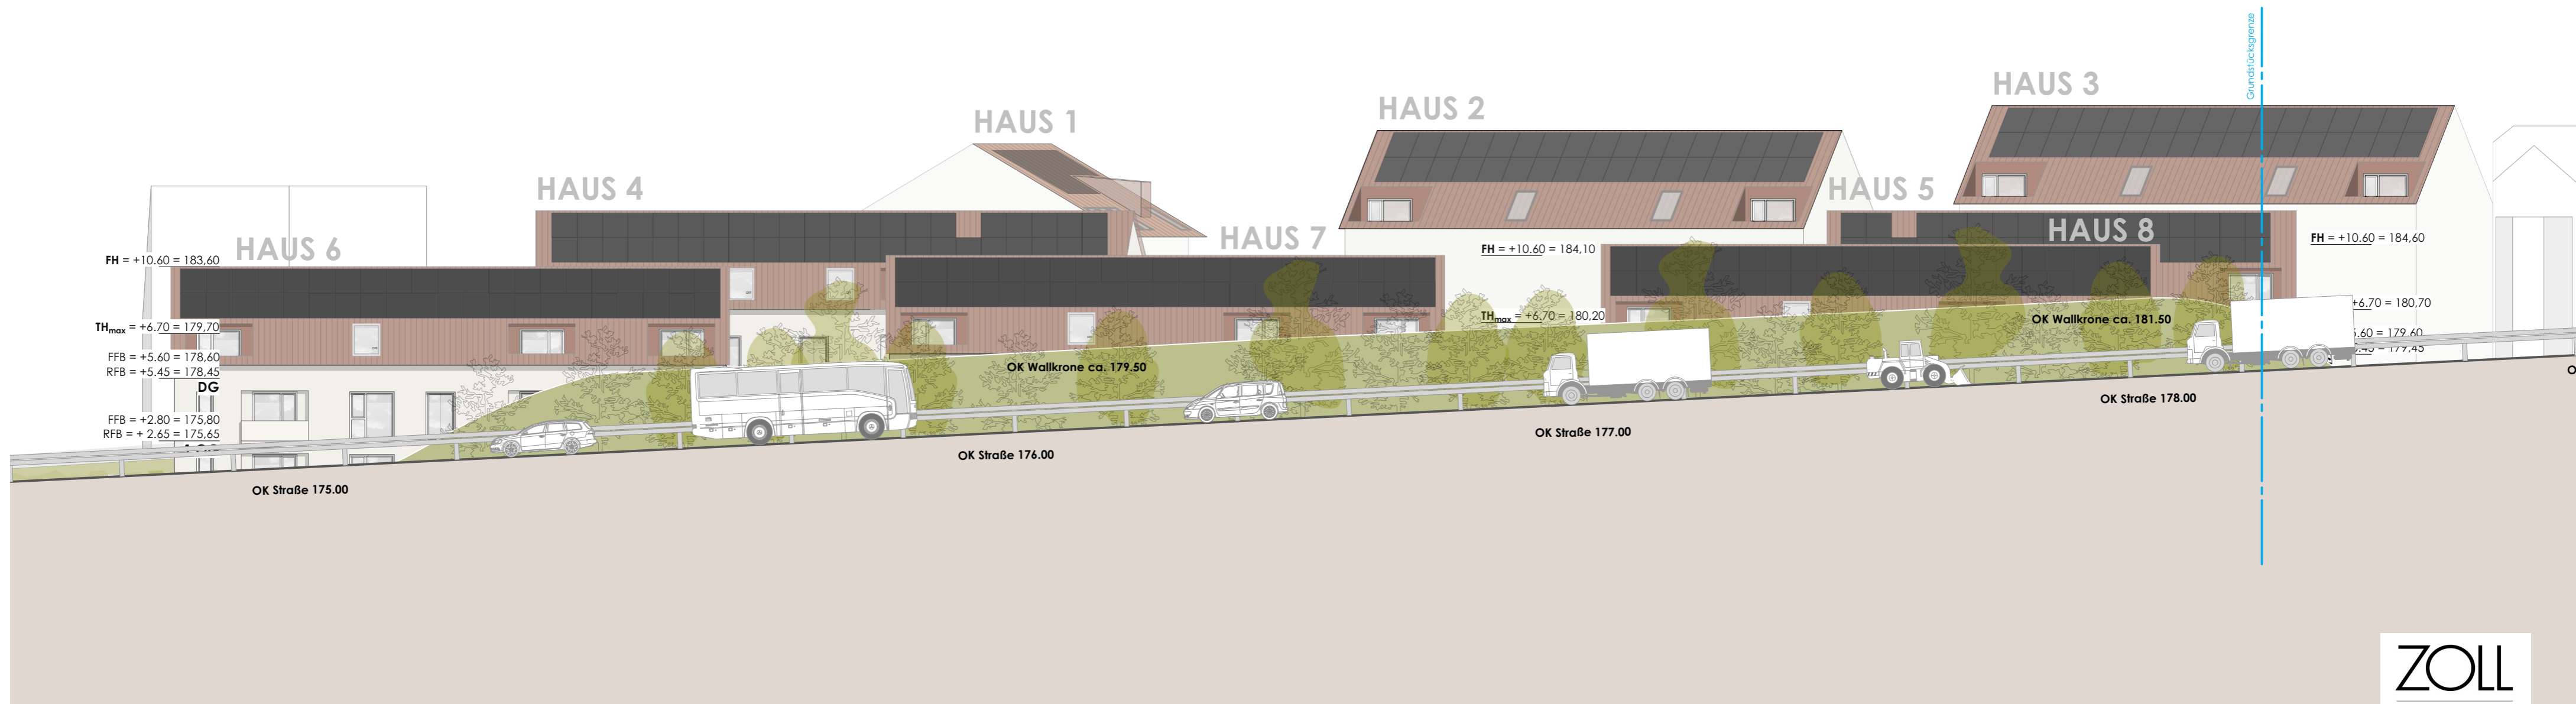 Grundstücksgrenze
HAUS 3
HAUS 2
HAUS 1
HAUS 4
HAUS 5
HAUS 8
HAUS 7
HAUS 6
FH = +10.60 = 183,60
FH = +10.60 = 184,10
FH = +10.60 = 184,60
THmax = +6.70 = 179,70
THmax = +6.70 = 180,20
+6.70 = 180,70
FFB = +5.60 = 178,60
RFB = +5.45 = 178,45
DG
FFB = +2.80 = 175,80
RFB = + 2.65 = 175,65
= 179,60
= 179,45
OK Wallkrone ca. 179.50
OK Wallkrone ca. 181.50
OK Straße 175.00
OK Straße 176.00
OK Straße 177.00
OK Straße 178.00
ZOLL